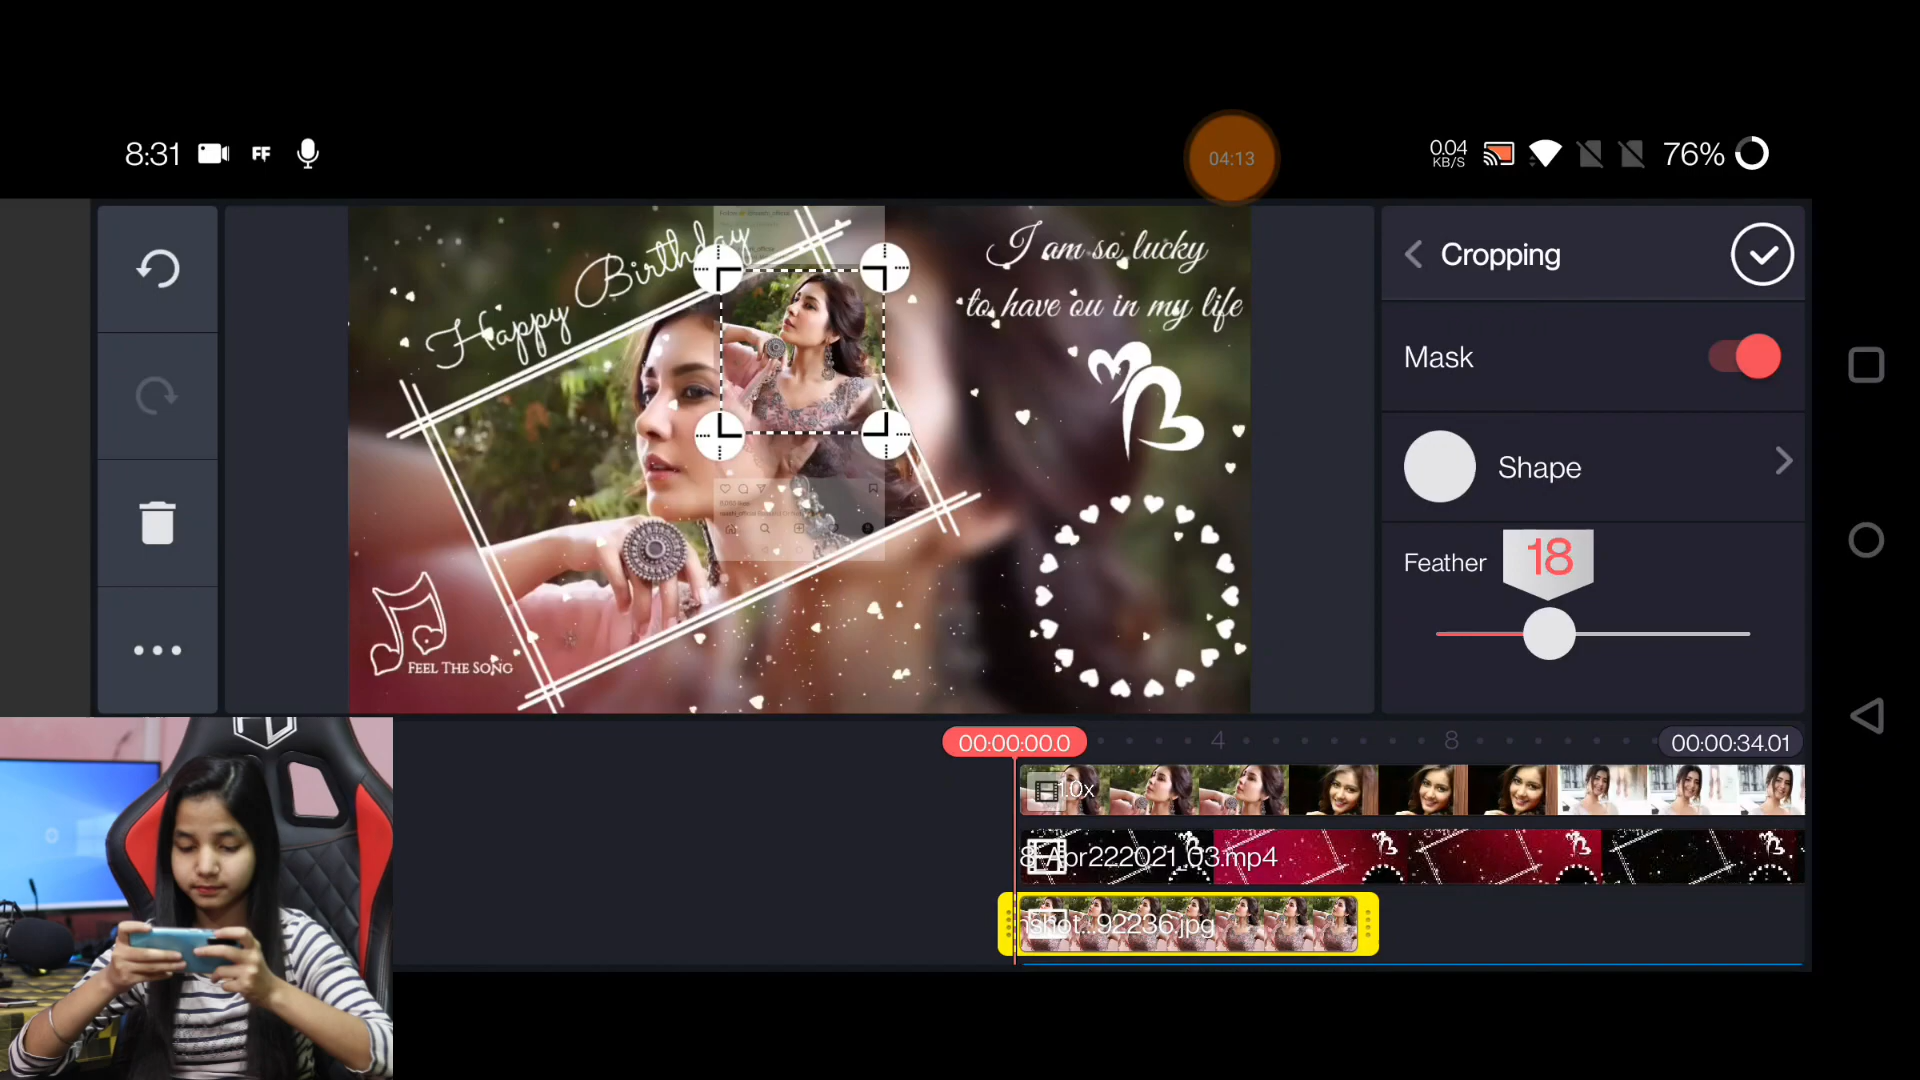 8:31
FF
04:13
0.04
KB/S
76%
Happy Birthday
I am so lucky
to have ou in my life
FEEL THE SONG
Cropping
Mask
Shape
Feather
18
00:00:00.0
4
8
00:00:34.01
1.0x
8-Apr222021_03.mp4
nshot...92236.jpg